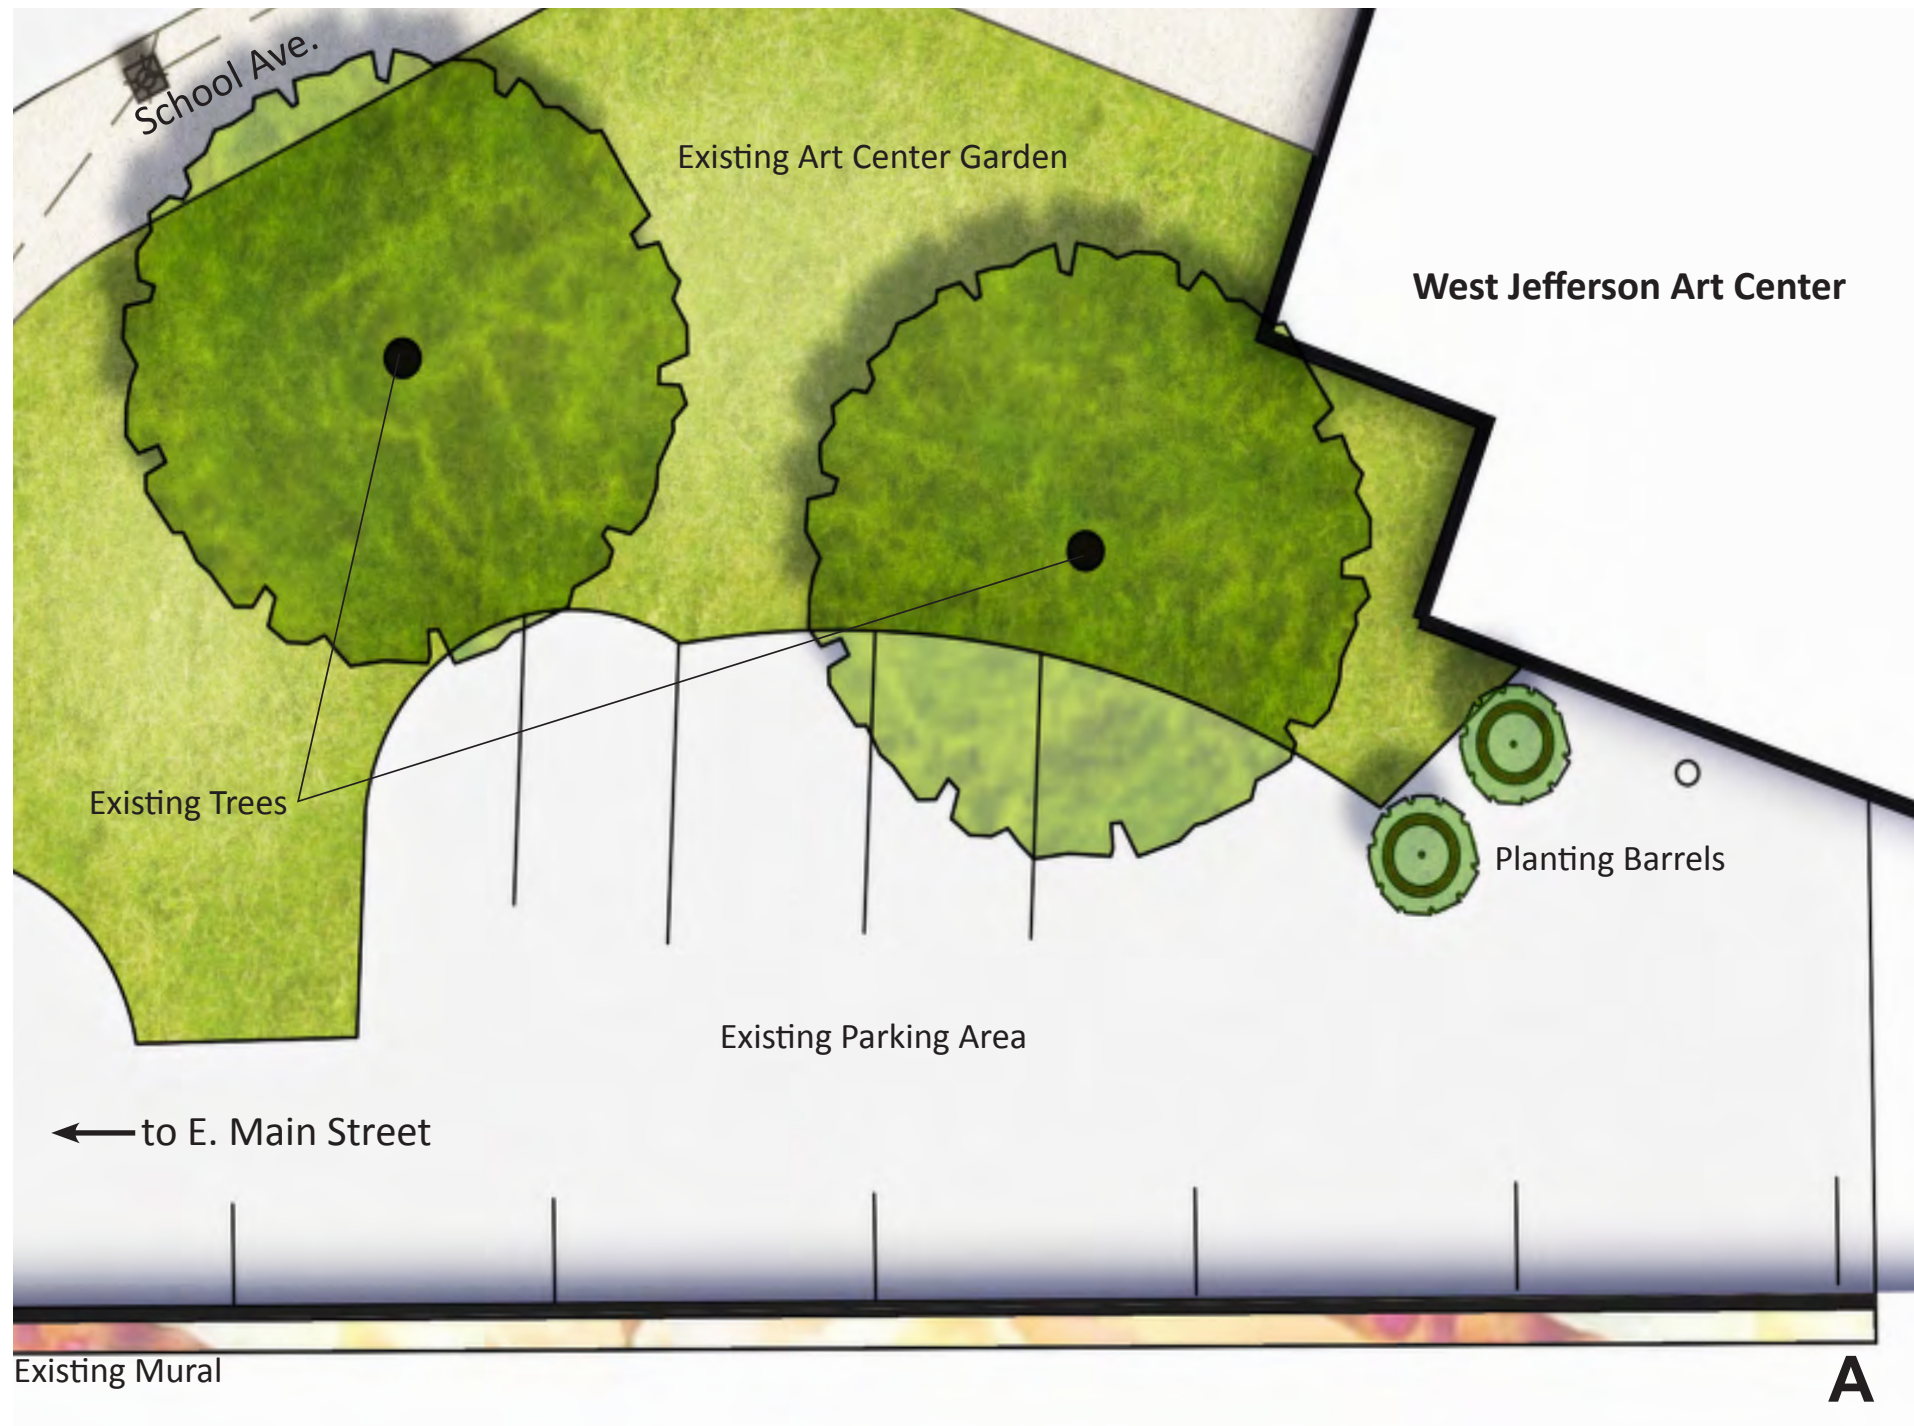 School Ave.
Existing Art Center Garden
West Jefferson Art Center
Existing Trees
Planting Barrels
Existing Parking Area
to E. Main Street
Existing Mural
A